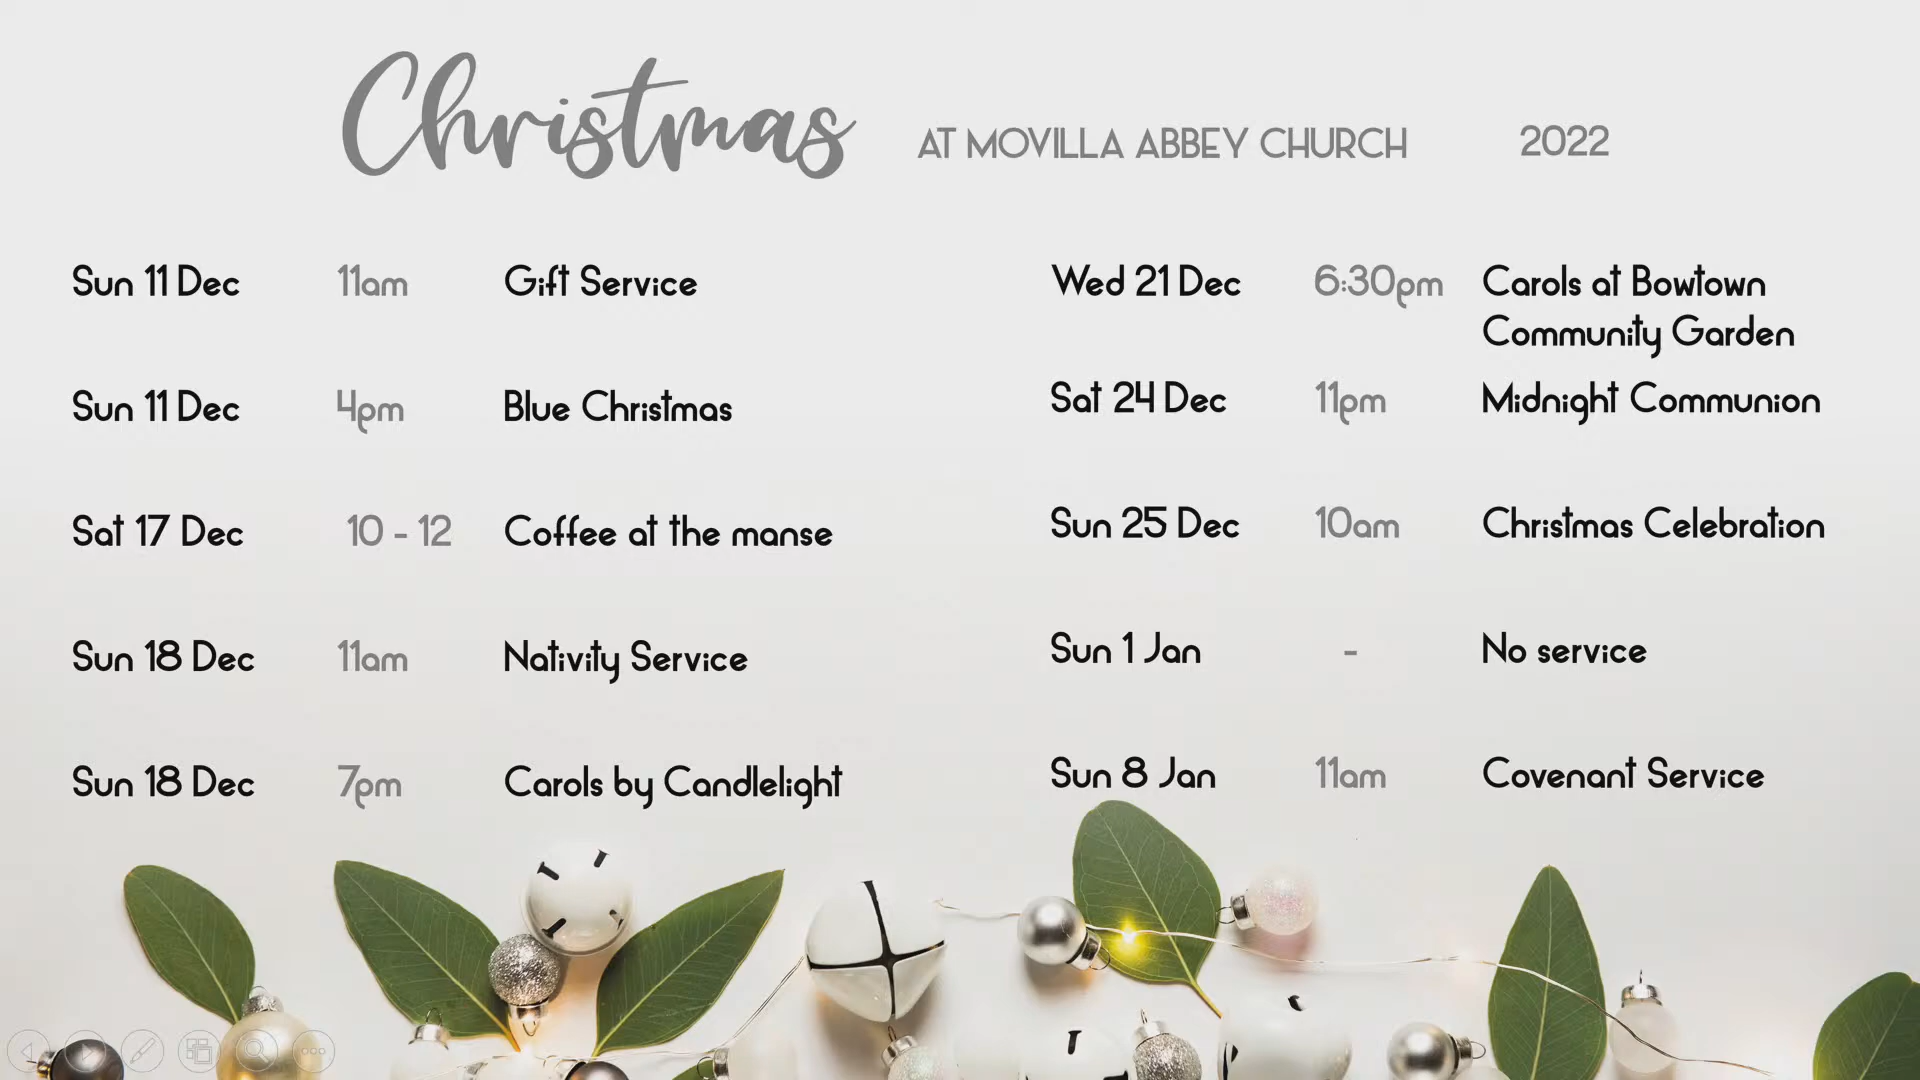 Christmas AT MOVILLA ABBEY CHURCH 2022
Sun 11 Dec 11am Gift Service
Sun 11 Dec 4pm Blue Christmas
Sat 17 Dec 10 - 12 Coffee at the manse
Sun 18 Dec 11am Nativity Service
Sun 18 Dec 7pm Carols by Candlelight
Wed 21 Dec 6:30pm Carols at Bowtown
Community Garden
Sat 24 Dec 11pm Midnight Communion
Sun 25 Dec 10am Christmas Celebration
Sun 1 Jan - No service
Sun 8 Jan 11am Covenant Service